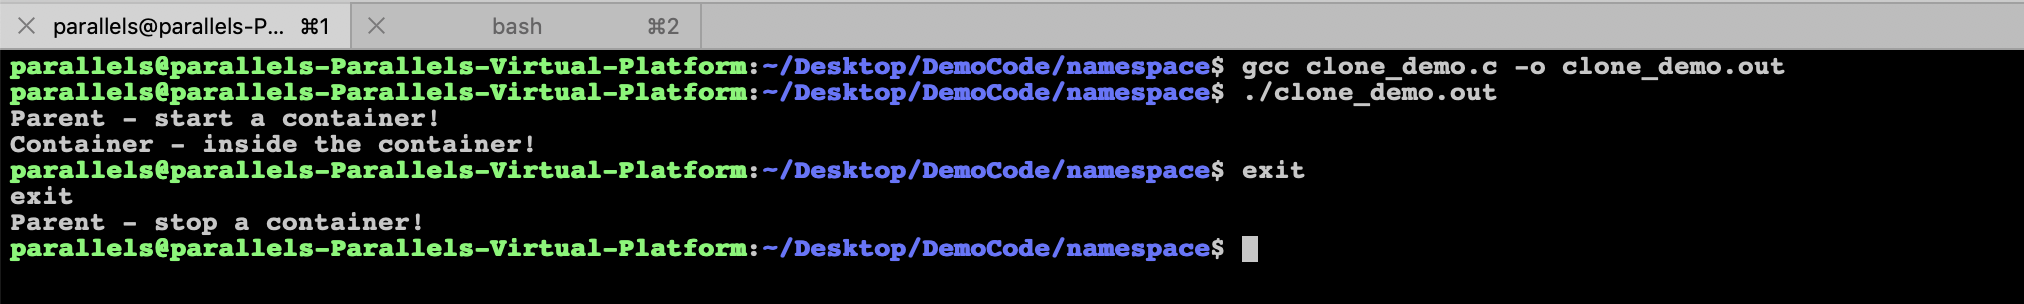 parallels@parallels-P... ⌘1 bash ⌘2
parallels@parallels-Parallels-Virtual-Platform:~/Desktop/DemoCode/namespace$ gcc clone_demo.c -o clone_demo.out
parallels@parallels-Parallels-Virtual-Platform:~/Desktop/DemoCode/namespace$ ./clone_demo.out
Parent - start a container!
Container - inside the container!
parallels@parallels-Parallels-Virtual-Platform:~/Desktop/DemoCode/namespace$ exit
exit
Parent - stop a container!
parallels@parallels-Parallels-Virtual-Platform:~/Desktop/DemoCode/namespace$